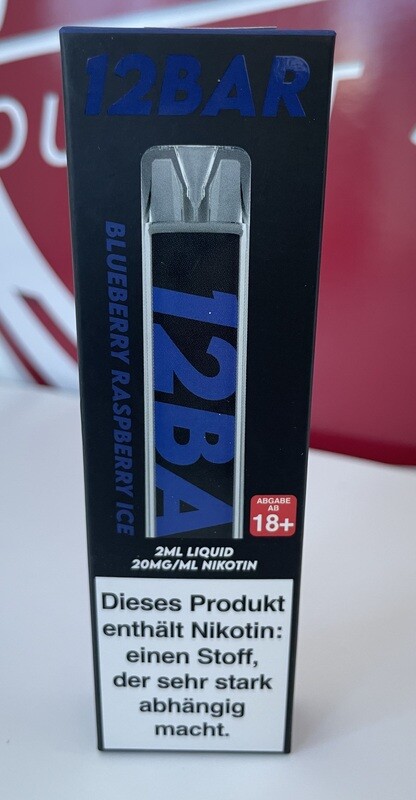 12BAR
BLUEBERRY RASPBERRY ICE
12BA
ABGABE
AB
18+
2ML LIQUID
20MG/ML NIKOTIN
Dieses Produkt
enthält Nikotin:
einen Stoff,
der sehr stark
abhängig
macht.